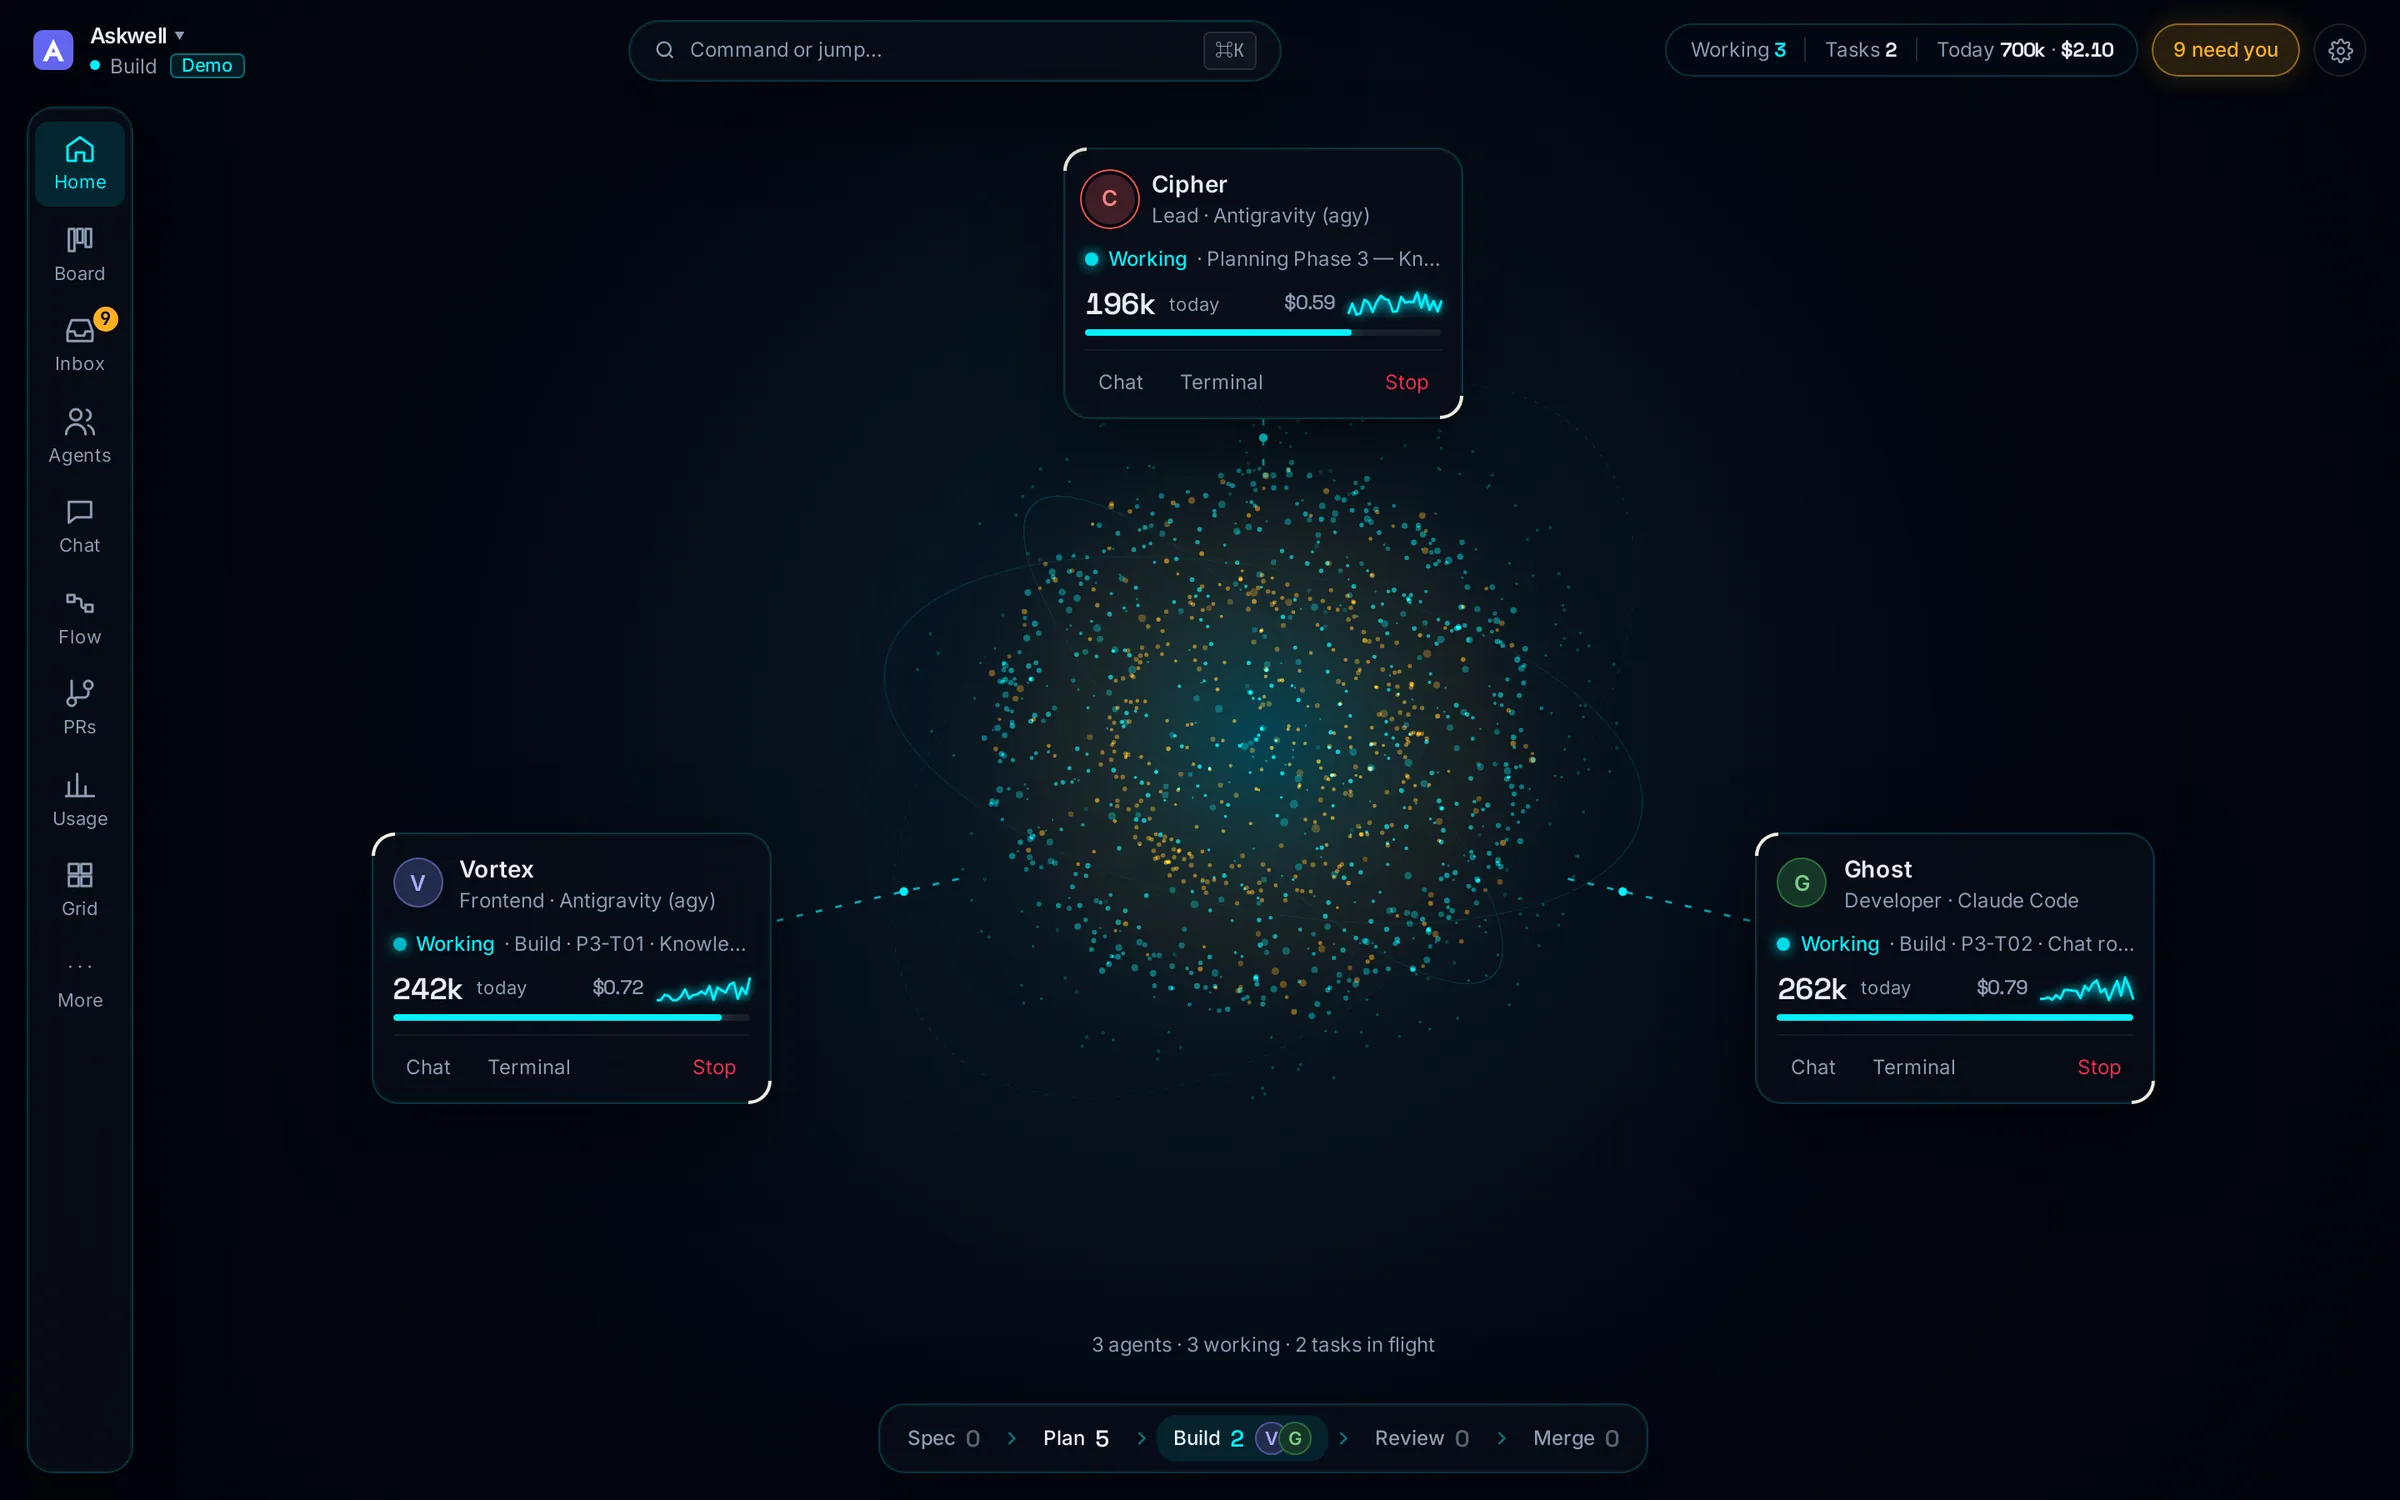 A
Askwell
Build Demo
Command or jump... ⌘K
Working 3 Tasks 2 Today 700k · $2.10
9 need you
Home
Board
9
Inbox
Agents
Chat
Flow
PRs
Usage
Grid
More
C
Cipher
Lead · Antigravity (agy)
Working · Planning Phase 3 — Kn...
196k today $0.59
Chat Terminal Stop
V
Vortex
Frontend · Antigravity (agy)
Working · Build · P3-T01 · Knowle...
242k today $0.72
Chat Terminal Stop
G
Ghost
Developer · Claude Code
Working · Build · P3-T02 · Chat ro...
262k today $0.79
Chat Terminal Stop
3 agents · 3 working · 2 tasks in flight
Spec 0 > Plan 5 > Build 2 V G > Review 0 > Merge 0